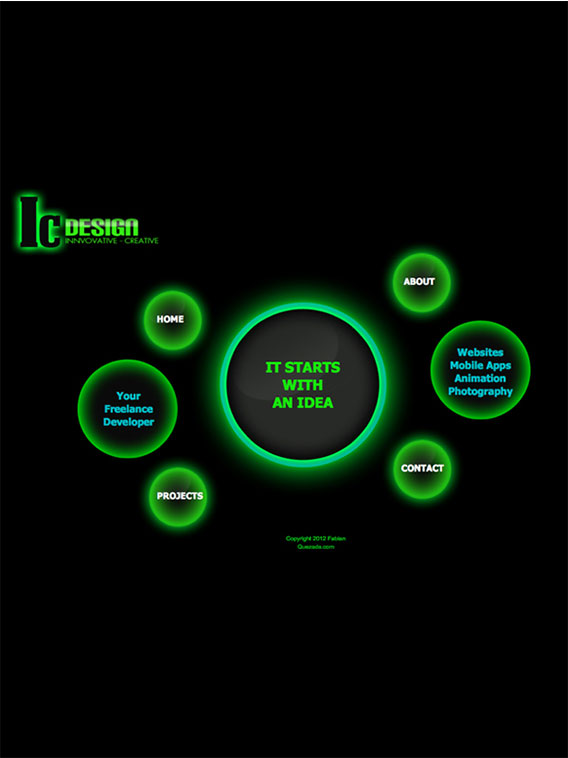 Ic DESIGN
INNVOVATIVE - CREATIVE
ABOUT
HOME
IT STARTS
WITH
AN IDEA
Websites
Mobile Apps
Animation
Photography
Your
Freelance
Developer
CONTACT
PROJECTS
Copyright 2012 Fabien
Quezada.com